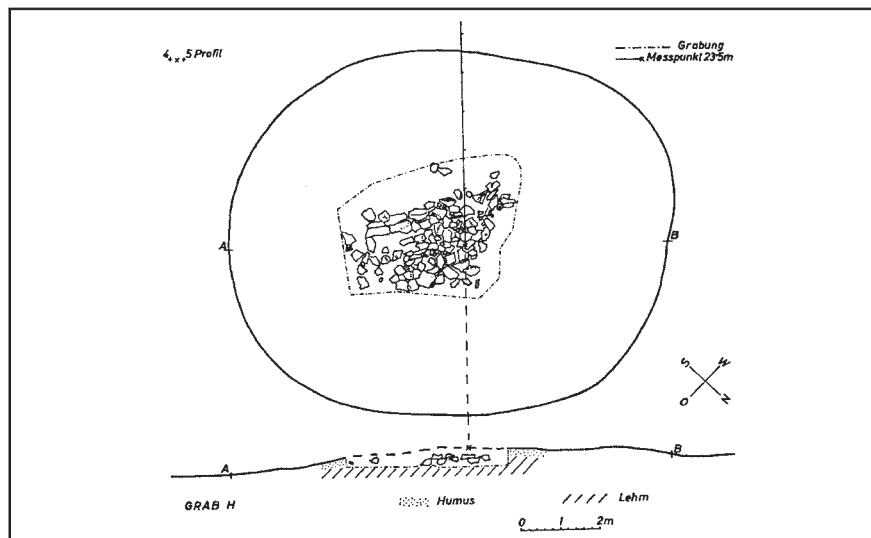 4 + x + 5 Profil
Grabung
Messpunkt 23·5m
A
B
S W
O N
A
B
GRAB H
Humus
Lehm
0 1 2m